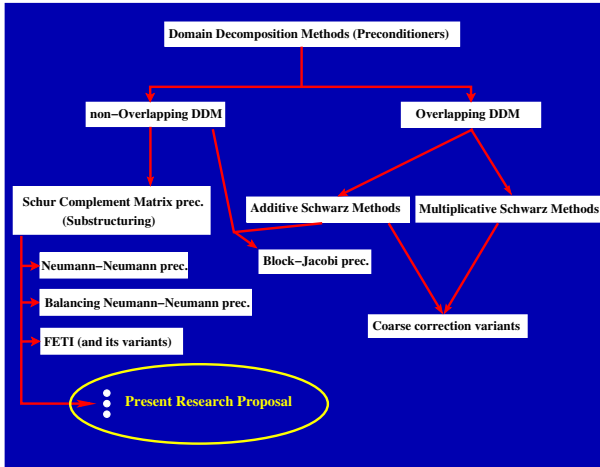 Domain Decomposition Methods (Preconditioners)
non−Overlapping DDM
Overlapping DDM
Schur Complement Matrix prec.
(Substructuring)
Additive Schwarz Methods
Multiplicative Schwarz Methods
Neumann−Neumann prec.
Block−Jacobi prec.
Balancing Neumann−Neumann prec.
Coarse correction variants
FETI (and its variants)
Present Research Proposal